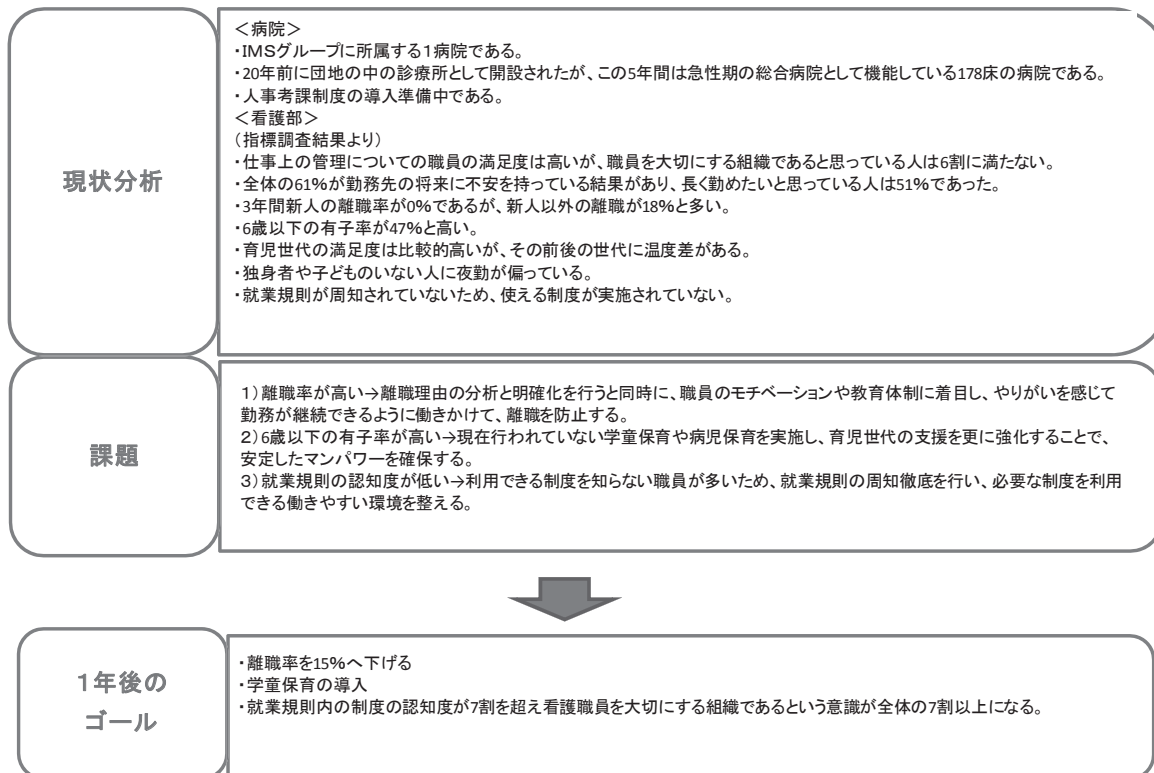 現状分析
＜病院＞
・IMSグループに所属する1病院である。
・20年前に団地の中の診療所として開設されたが、この5年間は急性期の総合病院として機能している178床の病院である。
・人事考課制度の導入準備中である。
＜看護部＞
（指標調査結果より）
・仕事上の管理についての職員の満足度は高いが、職員を大切にする組織であると思っている人は6割に満たない。
・全体の61%が勤務先の将来に不安を持っている結果があり、長く勤めたいと思っている人は51%であった。
・3年間新人の離職率が0%であるが、新人以外の離職が18%と多い。
・6歳以下の有子率が47%と高い。
・育児世代の満足度は比較的高いが、その前後の世代に温度差がある。
・独身者や子どものいない人に夜勤が偏っている。
・就業規則が周知されていないため、使える制度が実施されていない。
課題
1）離職率が高い→離職理由の分析と明確化を行うと同時に、職員のモチベーションや教育体制に着目し、やりがいを感じて
勤務が継続できるように働きかけて、離職を防止する。
2）6歳以下の有子率が高い→現在行われていない学童保育や病児保育を実施し、育児世代の支援を更に強化することで、
安定したマンパワーを確保する。
3）就業規則の認知度が低い→利用できる制度を知らない職員が多いため、就業規則の周知徹底を行い、必要な制度を利用
できる働きやすい環境を整える。
1年後の
ゴール
・離職率を15%へ下げる
・学童保育の導入
・就業規則内の制度の認知度が7割を超え看護職員を大切にする組織であるという意識が全体の7割以上になる。